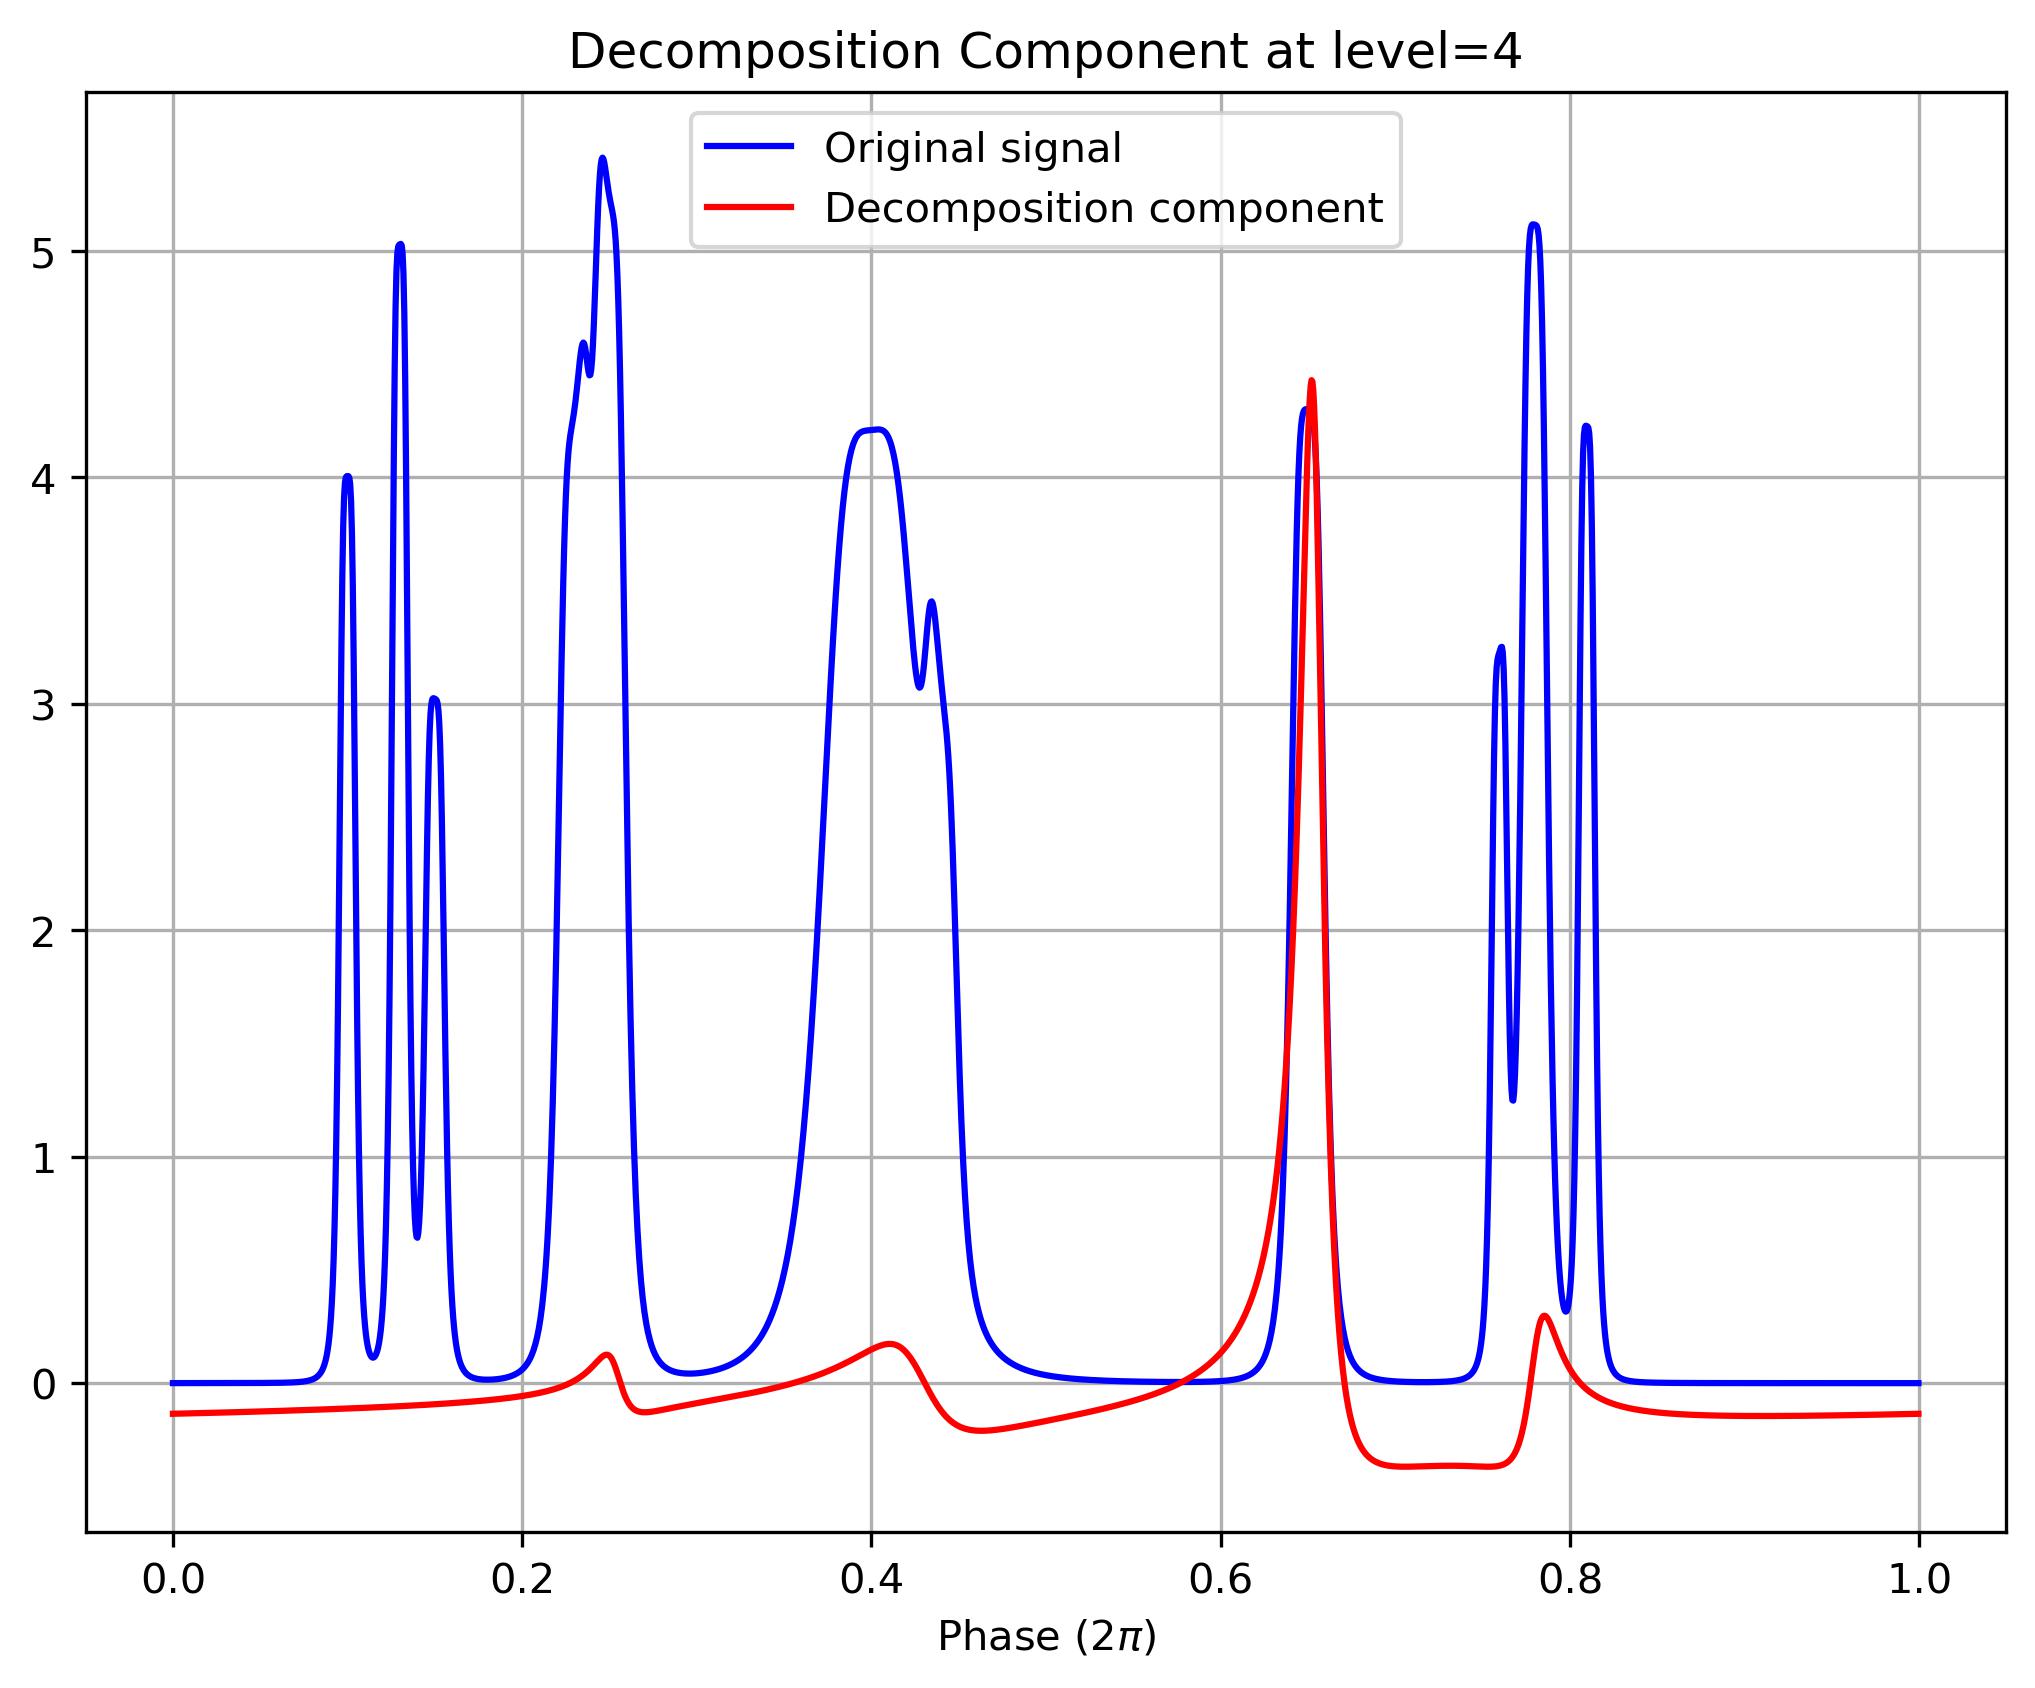 Decomposition Component at level=4
Original signal
Decomposition component
5
4
3
2
1
0
0.0 0.2 0.4 0.6 0.8 1.0
Phase (2π)